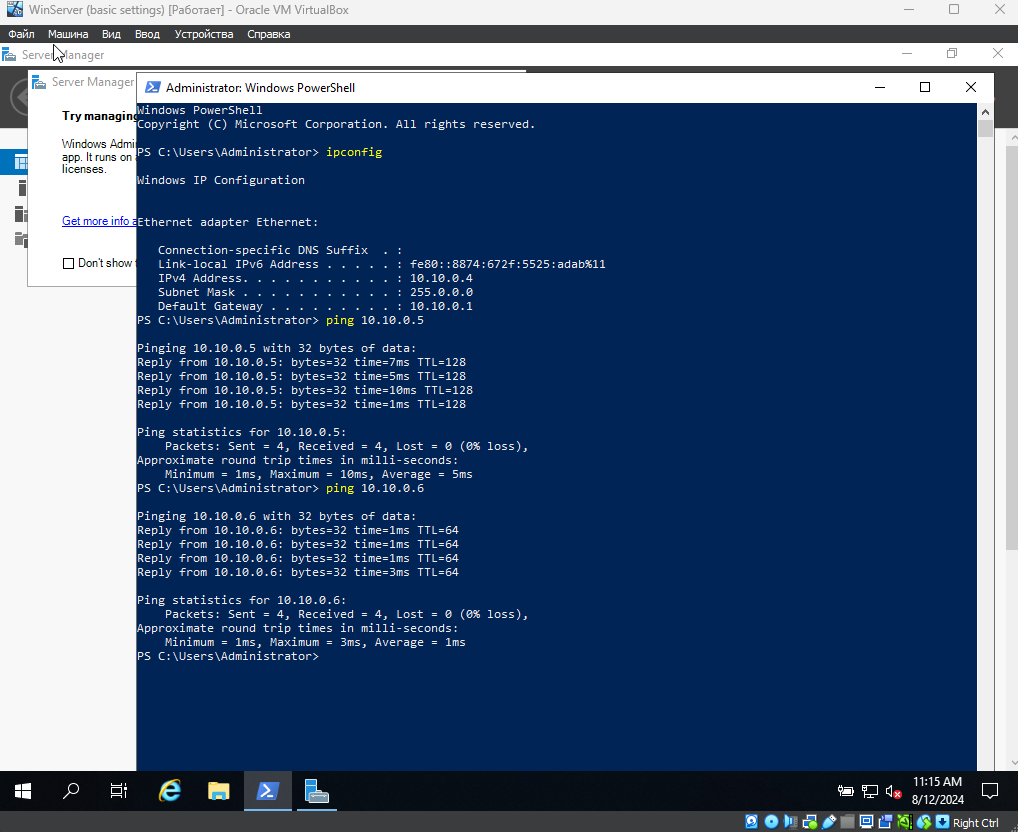 WinServer (basic settings) [Работает] - Oracle VM VirtualBox
Файл Машина Вид Ввод Устройства Справка
Server Manager
Server Manager
Administrator: Windows PowerShell
Try managing
Windows Admi
app. It runs on
licenses.
Get more info a
Don't show
Windows PowerShell
Copyright (C) Microsoft Corporation. All rights reserved.
PS C:\Users\Administrator> ipconfig
Windows IP Configuration
Ethernet adapter Ethernet:
Connection-specific DNS Suffix . :
Link-local IPv6 Address . . . . . : fe80::8874:672f:5525:adab%11
IPv4 Address. . . . . . . . . . . : 10.10.0.4
Subnet Mask . . . . . . . . . . . : 255.0.0.0
Default Gateway . . . . . . . . . : 10.10.0.1
PS C:\Users\Administrator> ping 10.10.0.5
Pinging 10.10.0.5 with 32 bytes of data:
Reply from 10.10.0.5: bytes=32 time=7ms TTL=128
Reply from 10.10.0.5: bytes=32 time=5ms TTL=128
Reply from 10.10.0.5: bytes=32 time=10ms TTL=128
Reply from 10.10.0.5: bytes=32 time=1ms TTL=128
Ping statistics for 10.10.0.5:
Packets: Sent = 4, Received = 4, Lost = 0 (0% loss),
Approximate round trip times in milli-seconds:
Minimum = 1ms, Maximum = 10ms, Average = 5ms
PS C:\Users\Administrator> ping 10.10.0.6
Pinging 10.10.0.6 with 32 bytes of data:
Reply from 10.10.0.6: bytes=32 time=1ms TTL=64
Reply from 10.10.0.6: bytes=32 time=1ms TTL=64
Reply from 10.10.0.6: bytes=32 time=1ms TTL=64
Reply from 10.10.0.6: bytes=32 time=3ms TTL=64
Ping statistics for 10.10.0.6:
Packets: Sent = 4, Received = 4, Lost = 0 (0% loss),
Approximate round trip times in milli-seconds:
Minimum = 1ms, Maximum = 3ms, Average = 1ms
PS C:\Users\Administrator>
11:15 AM
8/12/2024
Right Ctrl